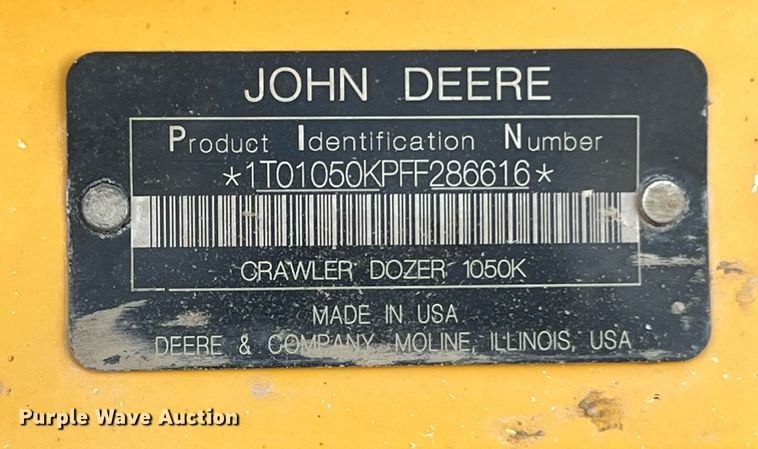 JOHN DEERE
Product Identification Number
*1T01050KPFF286616*
CRAWLER DOZER 1050K
MADE IN USA
DEERE & COMPANY, MOLINE, ILLINOIS, USA
Purple Wave Auction